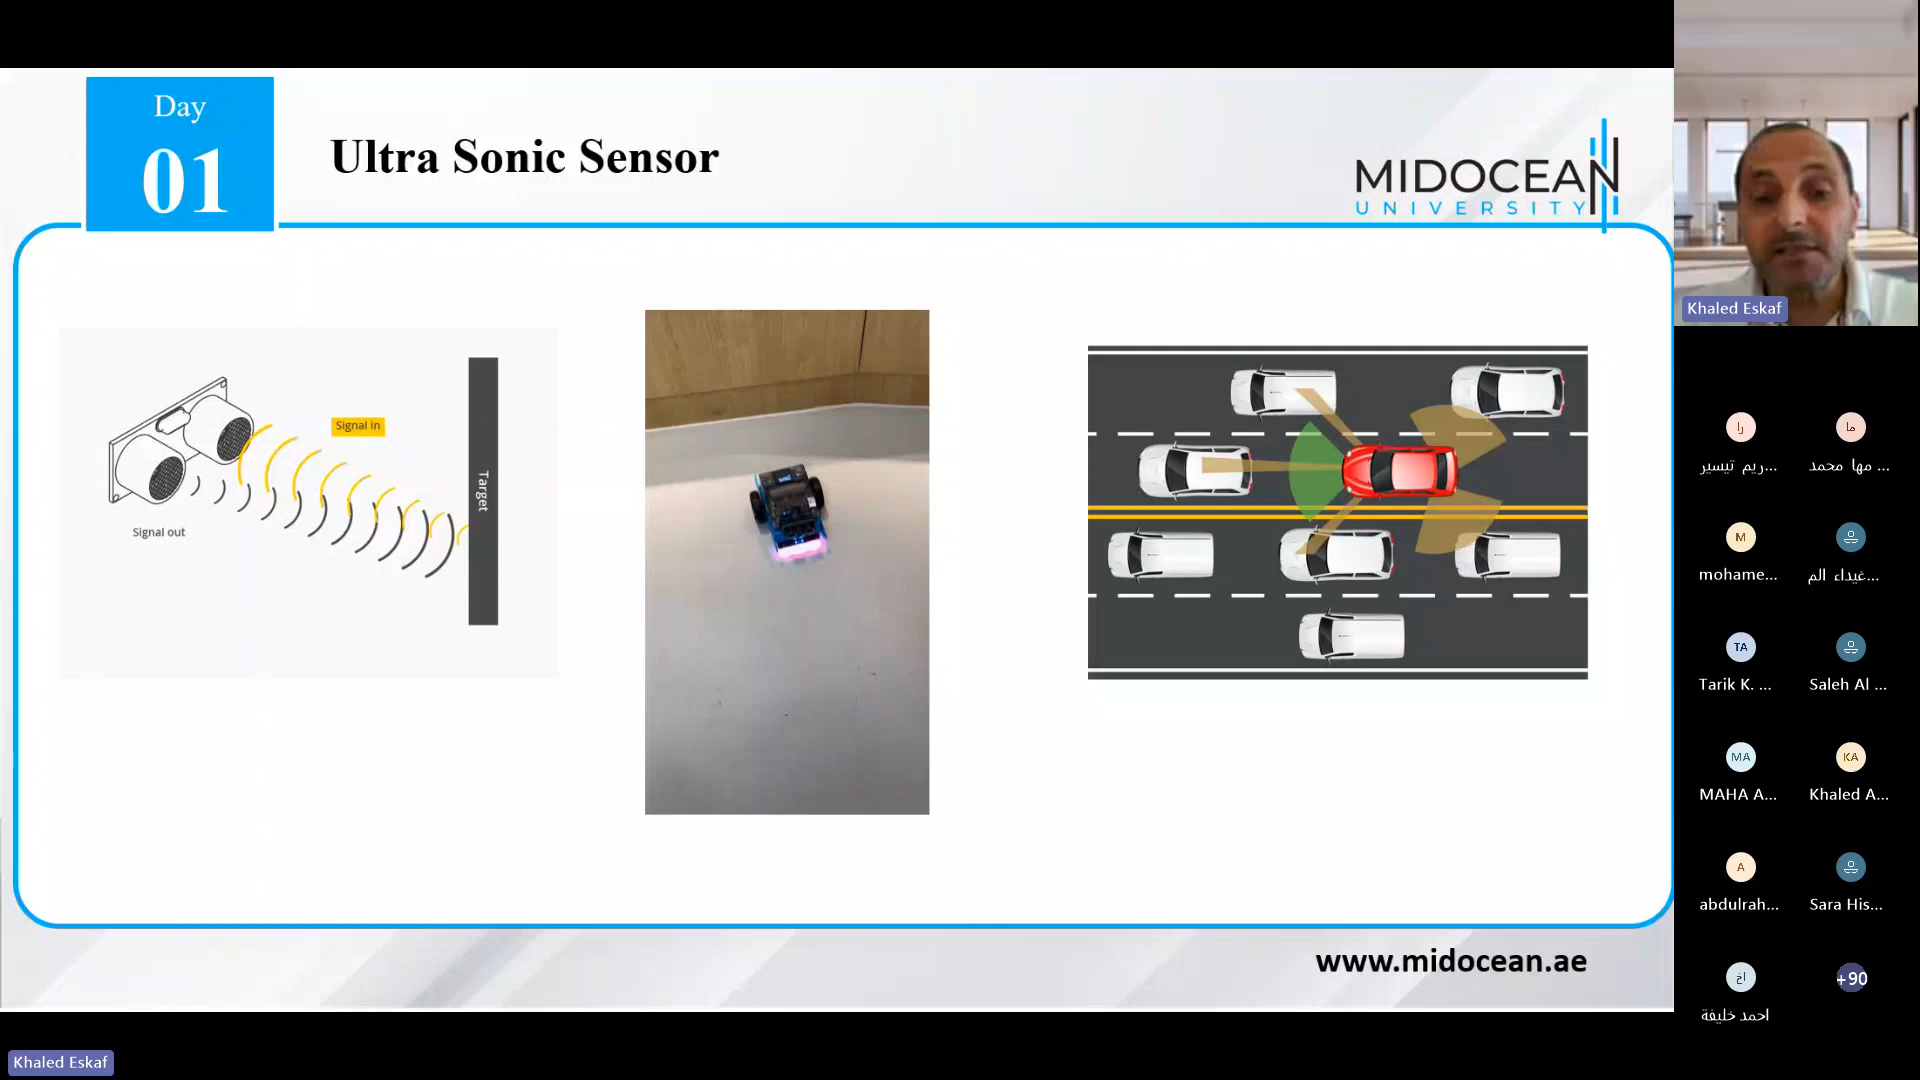 Day
01
Ultra Sonic Sensor
MIDOCEAN
UNIVERSITY
Signal in
Signal out
Target
www.midocean.ae
Khaled Eskaf
را
ما
ريم تيسير...
مها محمد ...
M
mohame...
غيداء الم...
TA
Tarik K. ...
Saleh Al ...
MA
KA
MAHA A...
Khaled A...
A
abdulrah...
Sara His...
اخ
+90
احمد خليفة
Khaled Eskaf